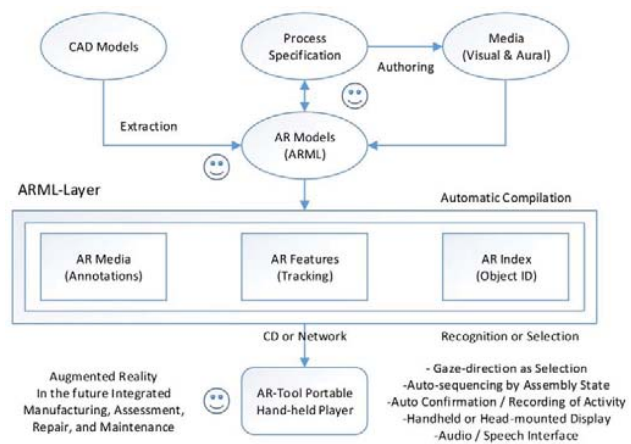 CAD Models
Process
Specification
Media
(Visual & Aural)
Authoring
Extraction
AR Models
(ARML)
ARML-Layer
Automatic Compilation
AR Media
(Annotations)
AR Features
(Tracking)
AR Index
(Object ID)
CD or Network
Recognition or Selection
Augmented Reality
In the future Integrated
Manufacturing, Assessment,
Repair, and Maintenance
AR-Tool Portable
Hand-held Player
- Gaze-direction as Selection
-Auto-sequencing by Assembly State
-Auto Confirmation / Recording of Activity
-Handheld or Head-mounted Display
-Audio / Speech Interface